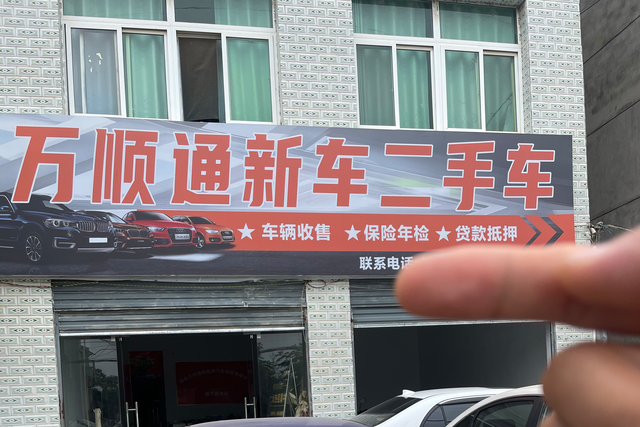 万顺通新车二手车
★车辆收售 ★保险年检 ★贷款抵押
联系电话